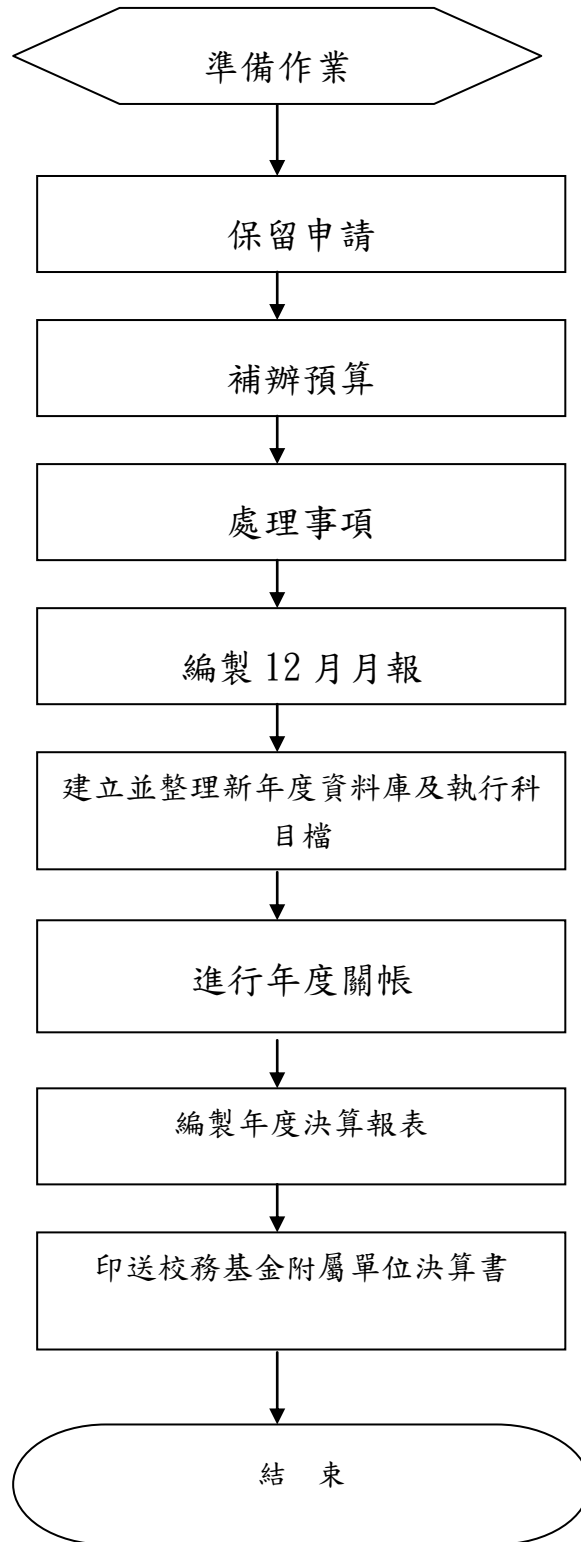 準備作業
保留申請
補辦預算
處理事項
編製 12 月月報
建立並整理新年度資料庫及執行科
目檔
進行年度關帳
編製年度決算報表
印送校務基金附屬單位決算書
結 束